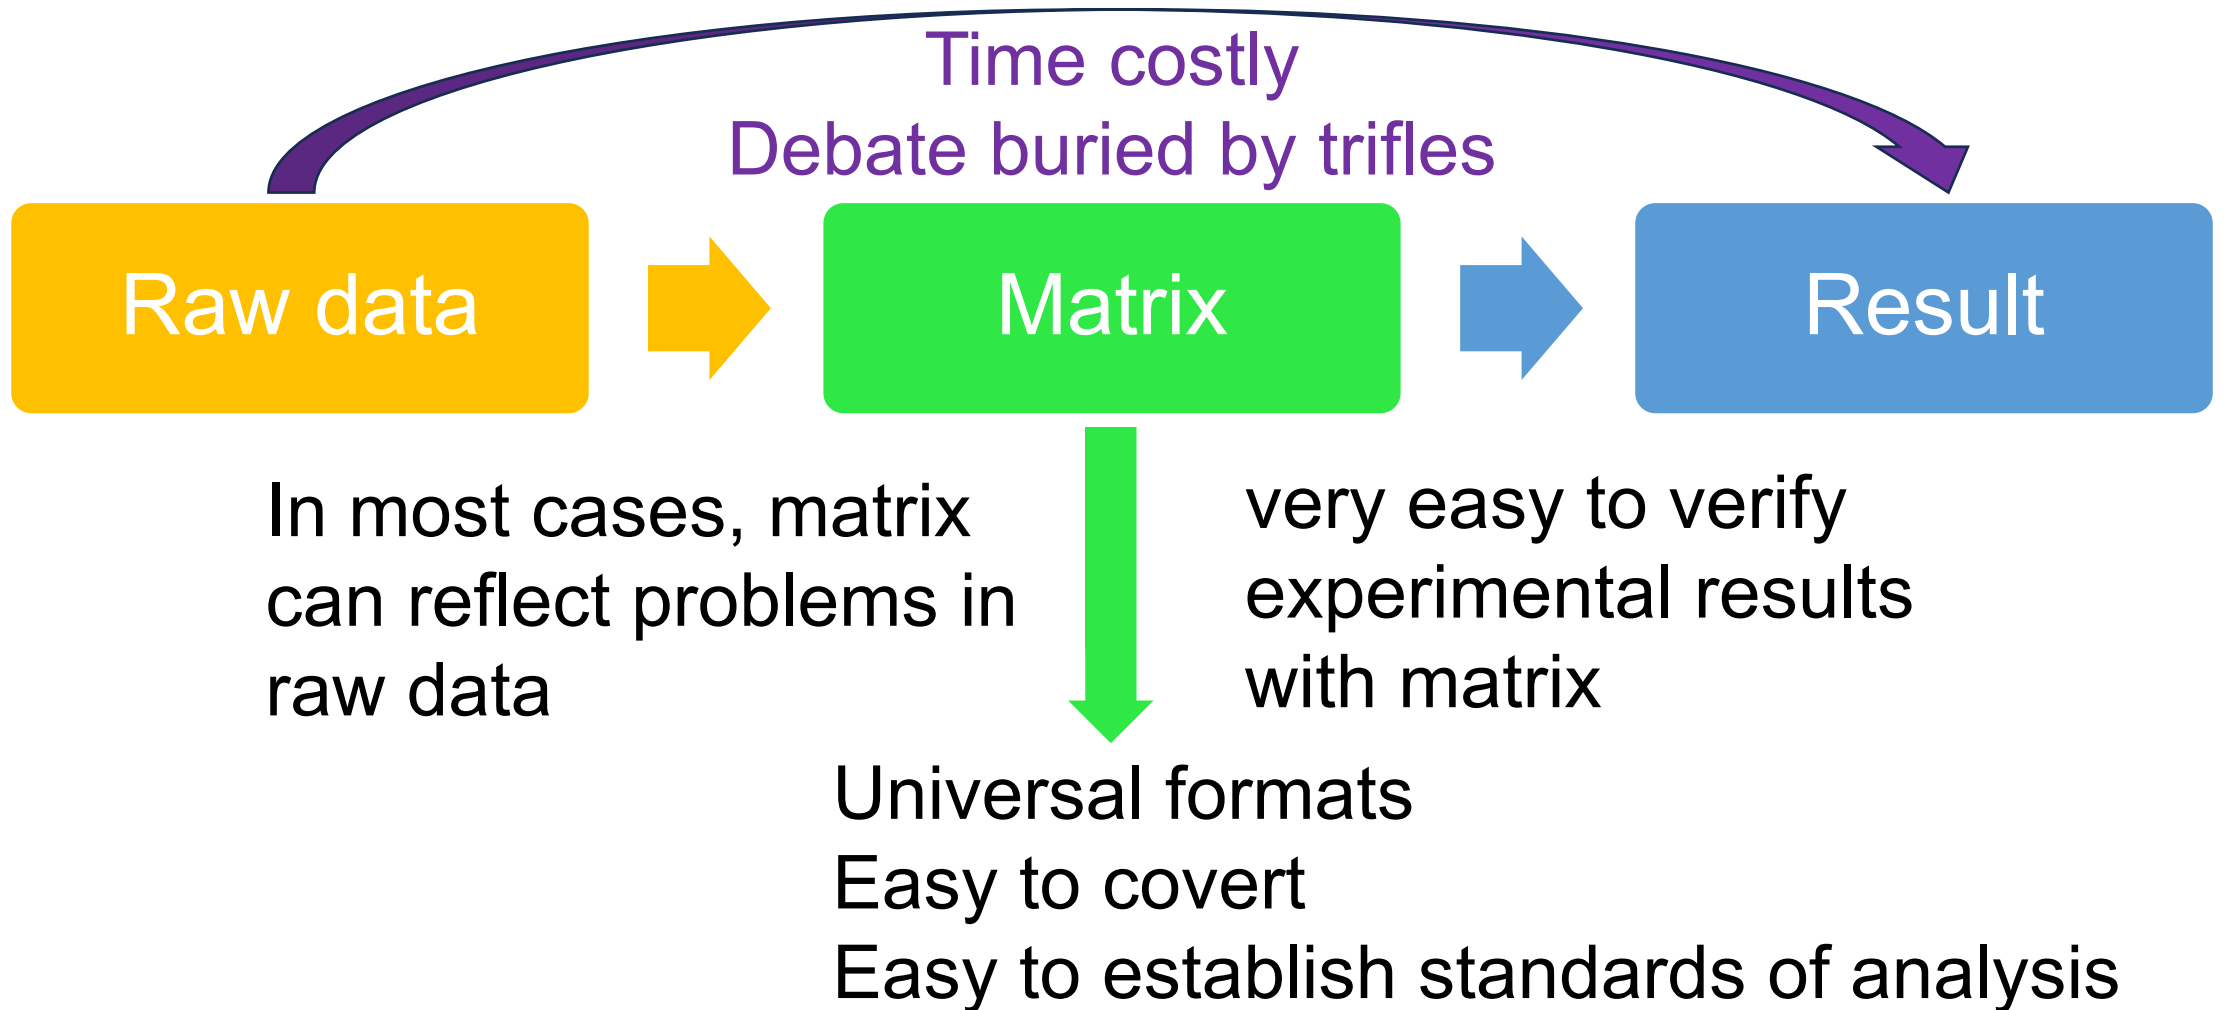 Time costly
Debate buried by trifles
Raw data
Matrix
Result
In most cases, matrix
can reflect problems in
raw data
very easy to verify
experimental results
with matrix
Universal formats
Easy to covert
Easy to establish standards of analysis